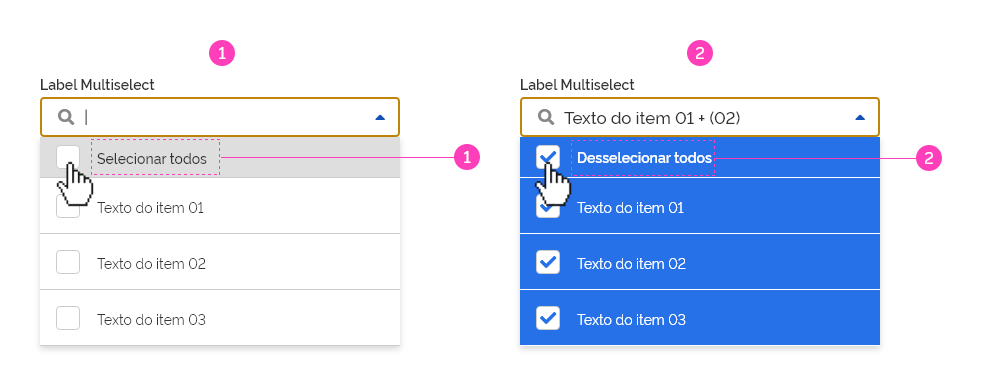 1
Label Multiselect
Selecionar todos
1
Texto do item 01
Texto do item 02
Texto do item 03
2
Label Multiselect
Texto do item 01 + (02)
Desselecionar todos
2
Texto do item 01
Texto do item 02
Texto do item 03